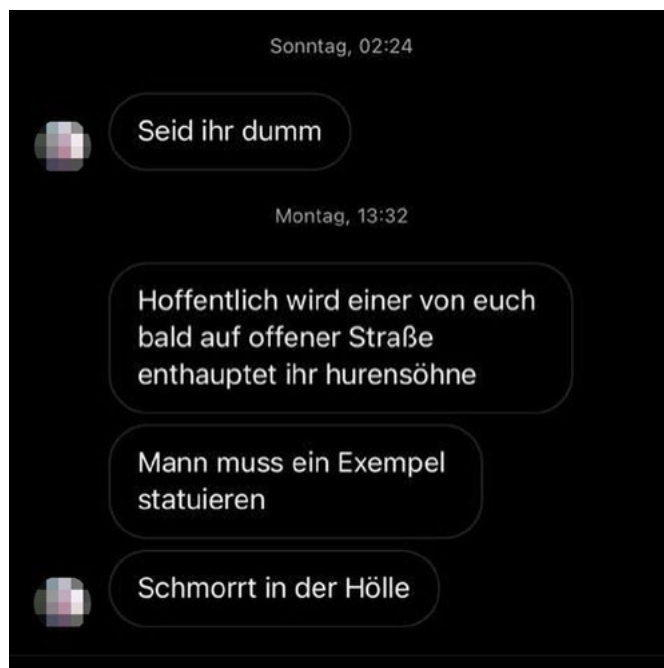 Sonntag, 02:24
Seid ihr dumm
Montag, 13:32
Hoffentlich wird einer von euch
bald auf offener Straße
enthauptet ihr hurensöhne
Mann muss ein Exempel
statuieren
Schmorrt in der Hölle